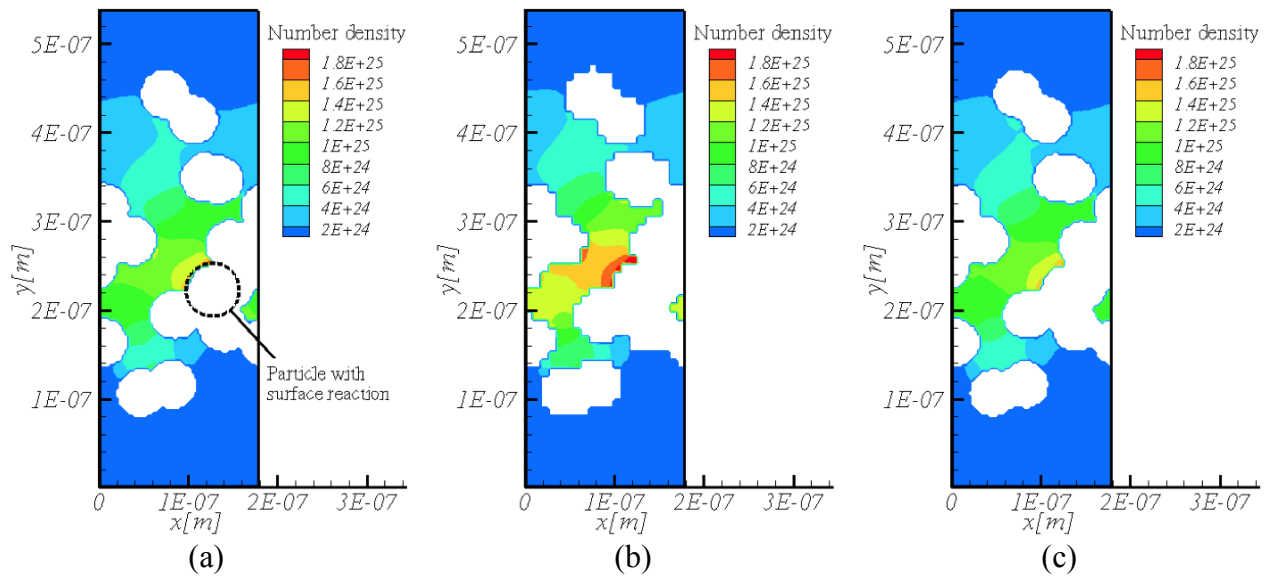 Number density
5E-07
4E-07
3E-07
2E-07
1E-07
y[m]
1.8E+25
1.6E+25
1.4E+25
1.2E+25
1E+25
8E+24
6E+24
4E+24
2E+24
Particle with
surface reaction
0 1E-07 2E-07 3E-07
x[m]
(a)
Number density
5E-07
4E-07
3E-07
2E-07
1E-07
y[m]
1.8E+25
1.6E+25
1.4E+25
1.2E+25
1E+25
8E+24
6E+24
4E+24
2E+24
0 1E-07 2E-07 3E-07
x[m]
(b)
Number density
5E-07
4E-07
3E-07
2E-07
1E-07
y[m]
1.8E+25
1.6E+25
1.4E+25
1.2E+25
1E+25
8E+24
6E+24
4E+24
2E+24
0 1E-07 2E-07 3E-07
x[m]
(c)